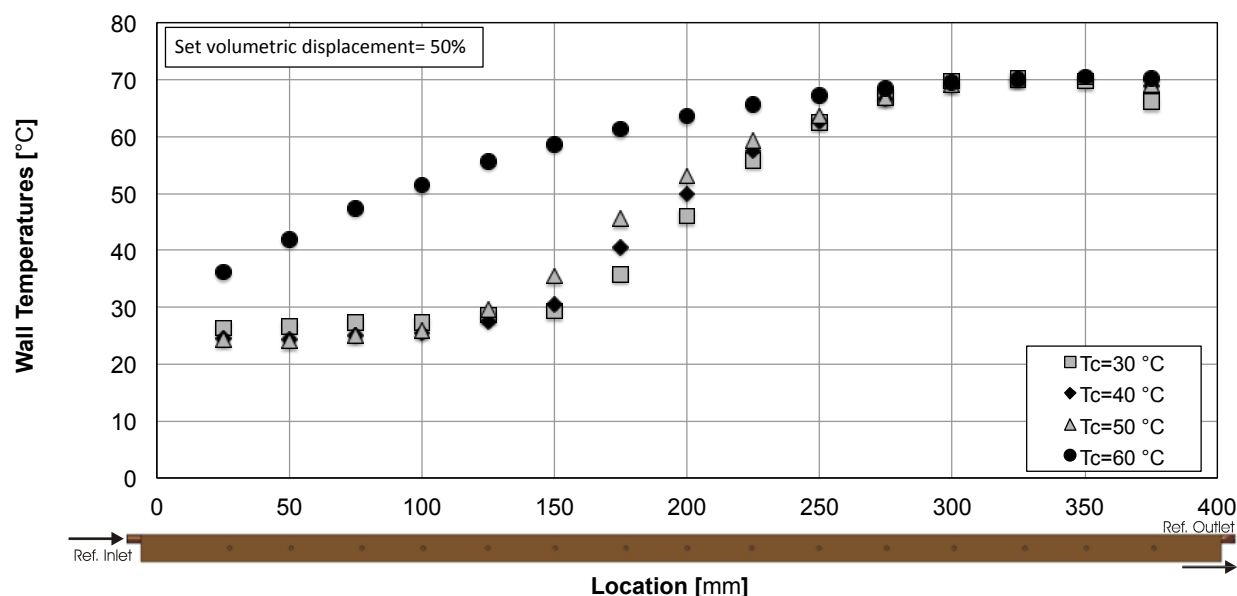 80
Set volumetric displacement= 50%
70
60
50
40
30
20
10
0
Wall Temperatures [°C]
Tc=30 °C
Tc=40 °C
Tc=50 °C
Tc=60 °C
0 50 100 150 200 250 300 350 400
Ref. Outlet
Ref. Inlet
Location [mm]